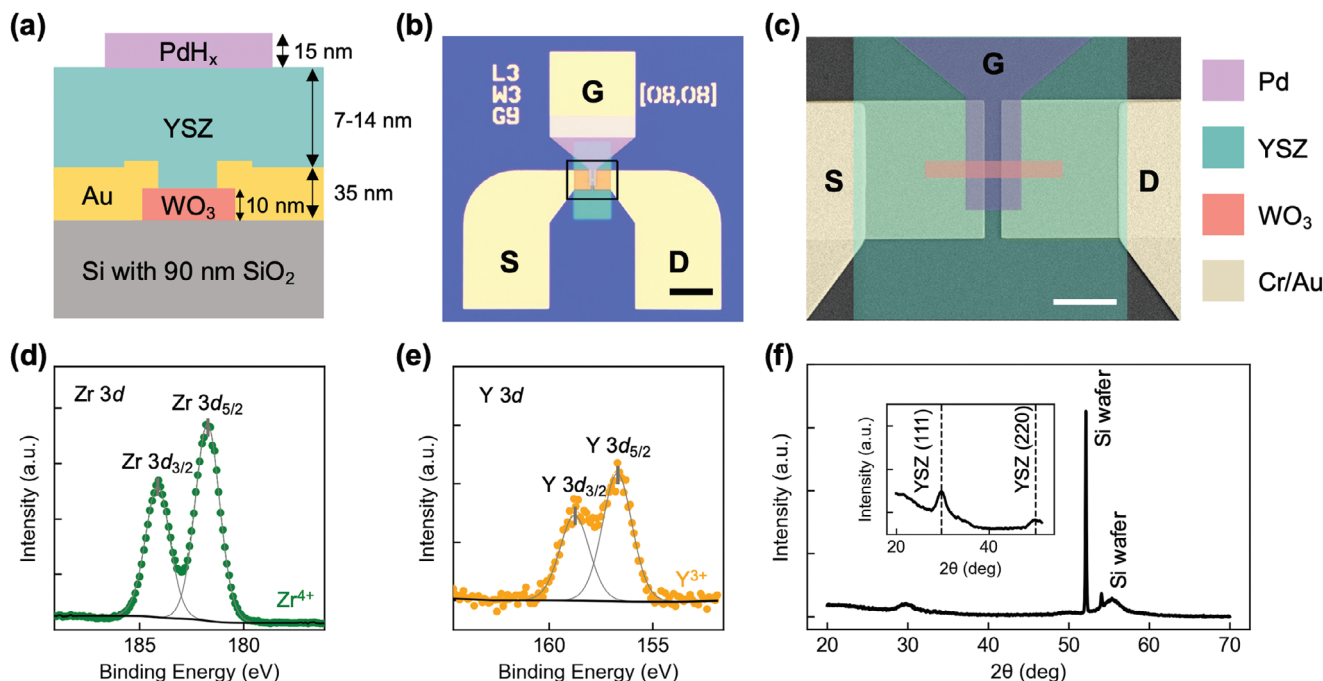 (a)
PdHₓ
15 nm
YSZ
7-14 nm
Au
WO₃
10 nm
35 nm
Si with 90 nm SiO₂
(b)
L3
W3
G9
G
[08,08]
S
D
(c)
G
S
D
Pd
YSZ
WO₃
Cr/Au
(d)
Zr 3d
Zr 3d₅/₂
Zr 3d₃/₂
Zr⁴⁺
Intensity (a.u.)
185
180
Binding Energy (eV)
(e)
Y 3d
Y 3d₅/₂
Y 3d₃/₂
Y³⁺
Intensity (a.u.)
160
155
Binding Energy (eV)
(f)
Intensity (a.u.)
YSZ (111)
YSZ (220)
Intensity (a.u.)
20
40
2θ (deg)
Si wafer
Si wafer
20
30
40
50
60
70
2θ (deg)